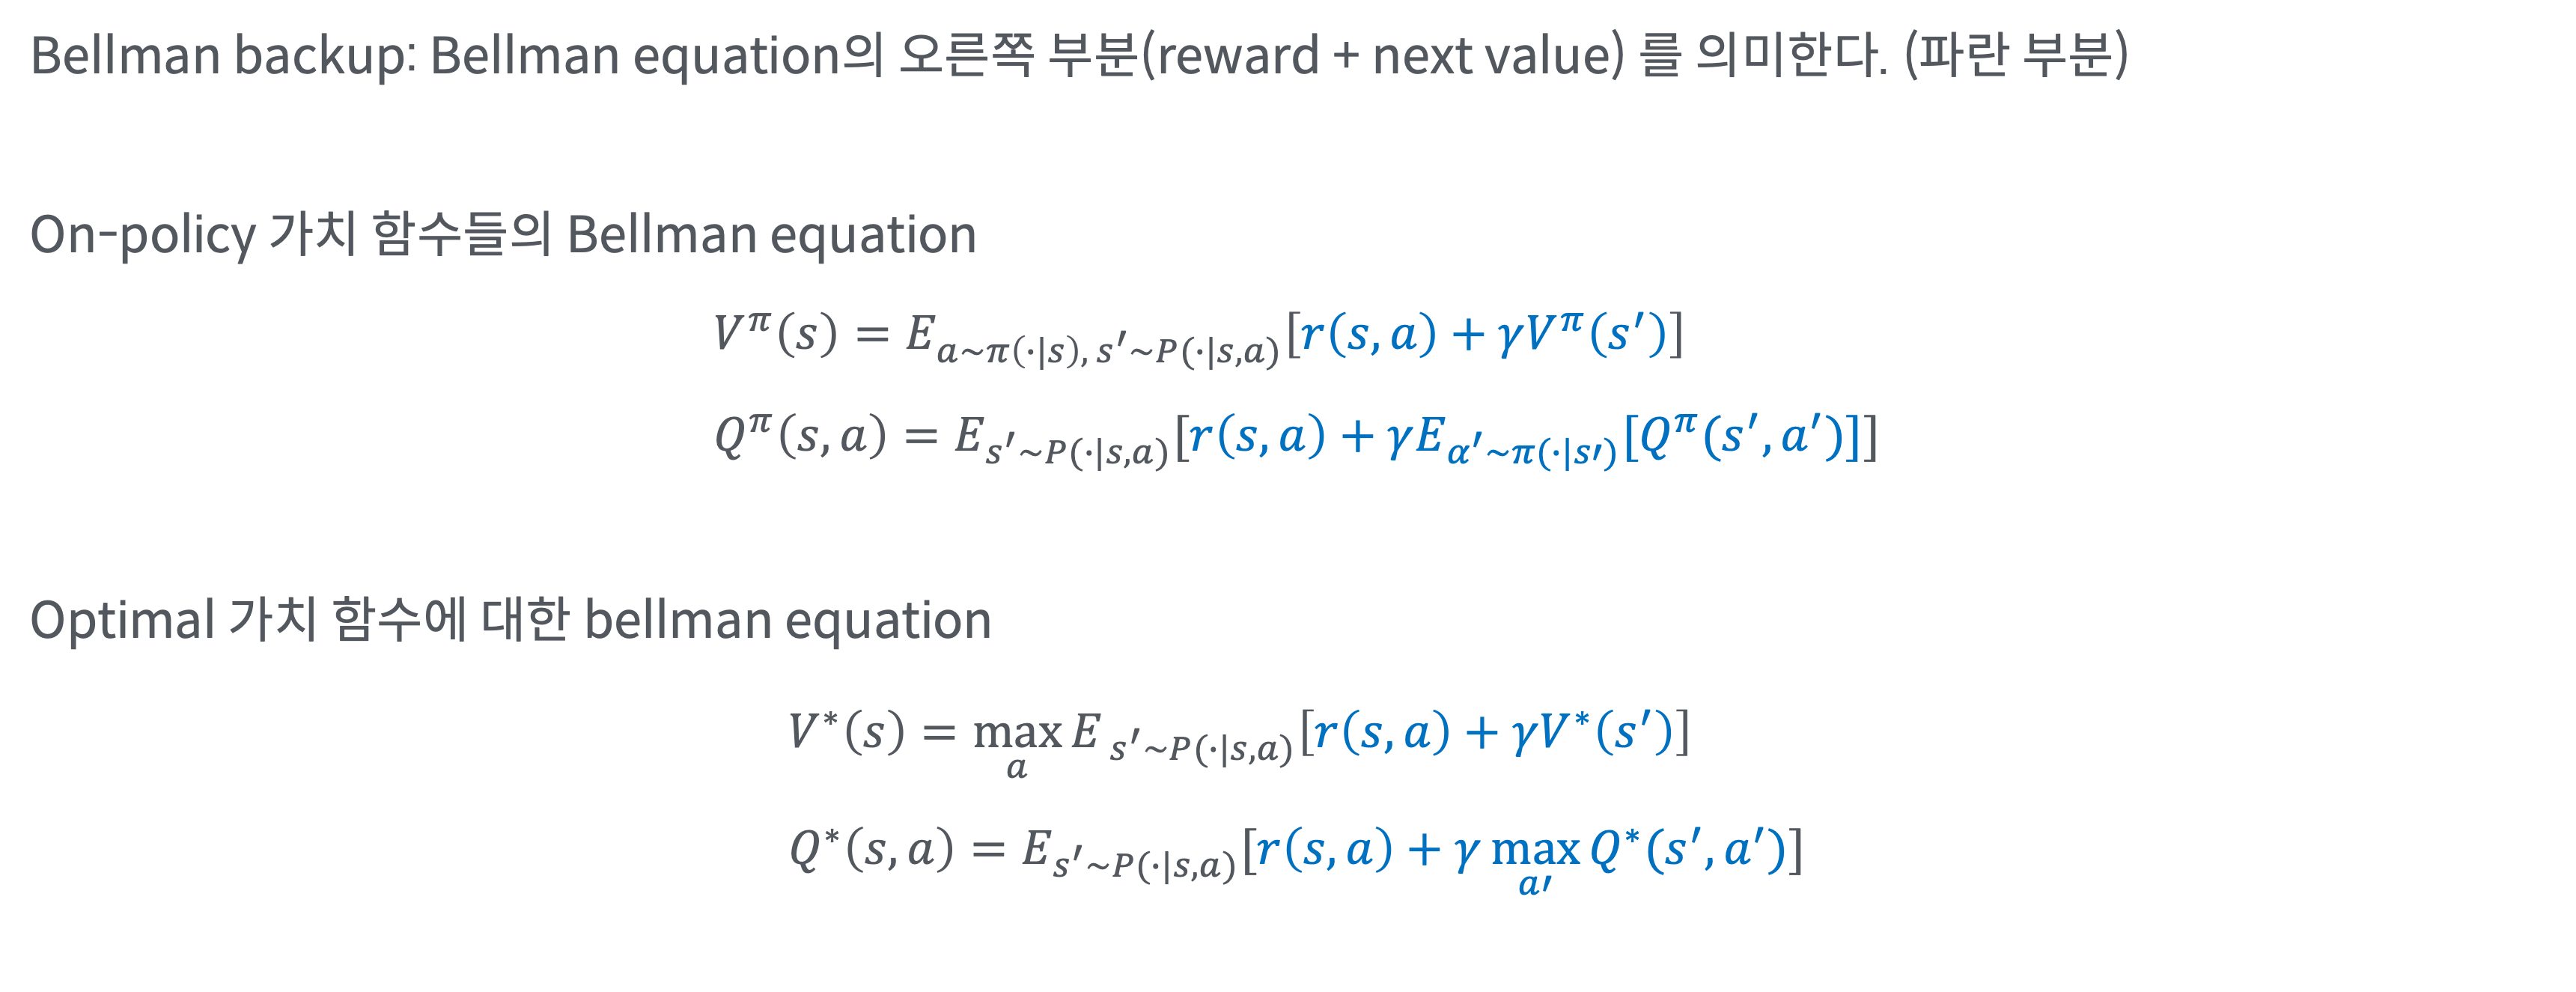 Bellman backup: Bellman equation의 오른쪽 부분(reward + next value) 를 의미한다. (파란 부분)
On-policy 가치 함수들의 Bellman equation
V^π(s) = E_{a~π(·|s), s′~P(·|s,a)}[r(s, a) + γV^π(s′)]
Q^π(s, a) = E_{s′~P(·|s,a)}[r(s, a) + γE_{α′~π(·|s′)}[Q^π(s′, a′)]]
Optimal 가치 함수에 대한 bellman equation
V^*(s) = max_a E_{s′~P(·|s,a)}[r(s, a) + γV^*(s′)]
Q^*(s, a) = E_{s′~P(·|s,a)}[r(s, a) + γ max_{a′} Q^*(s′, a′)]